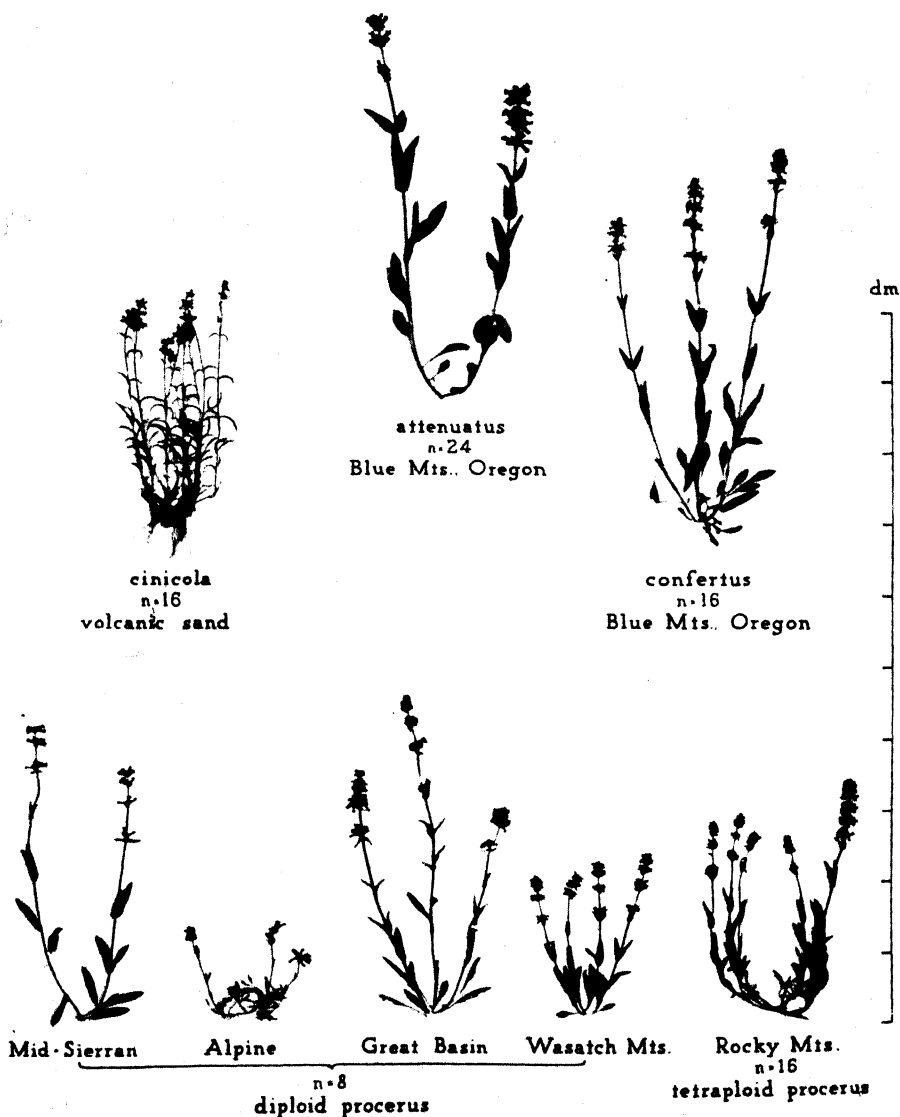 dm
attenuatus
n=24
Blue Mts., Oregon
cinicola
n=16
volcanic sand
confertus
n=16
Blue Mts., Oregon
Mid-Sierran
Alpine
Great Basin
Wasatch Mts.
Rocky Mts.
n=16
tetraploid procerus
n=8
diploid procerus